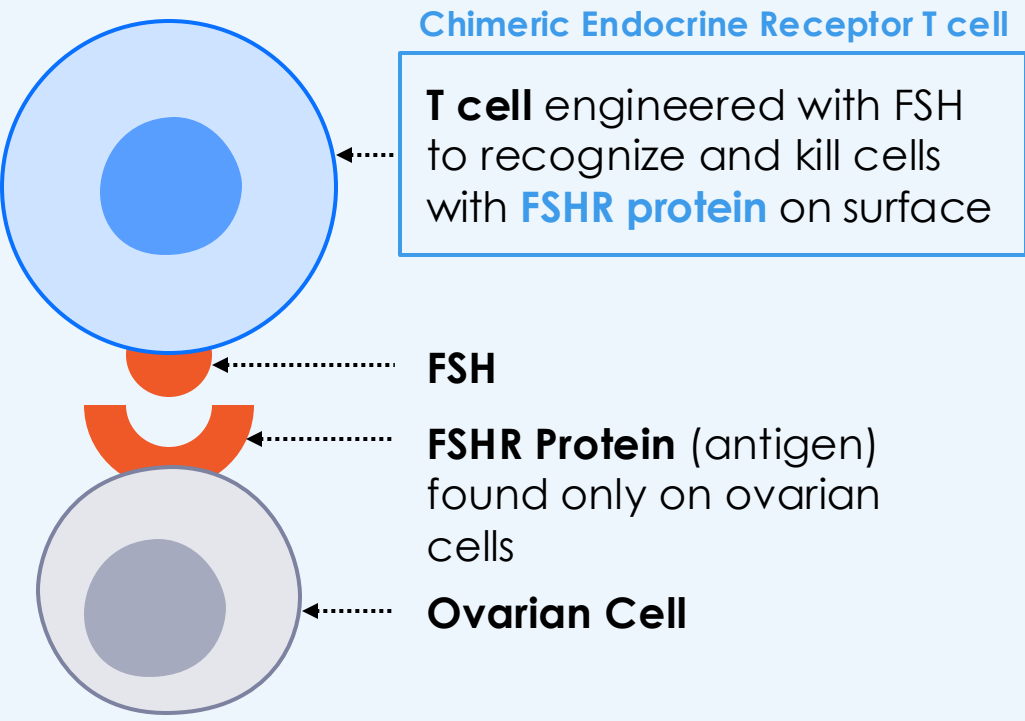 Chimeric Endocrine Receptor T cell
T cell engineered with FSH
to recognize and kill cells
with FSHR protein on surface
FSH
FSHR Protein (antigen)
found only on ovarian
cells
Ovarian Cell